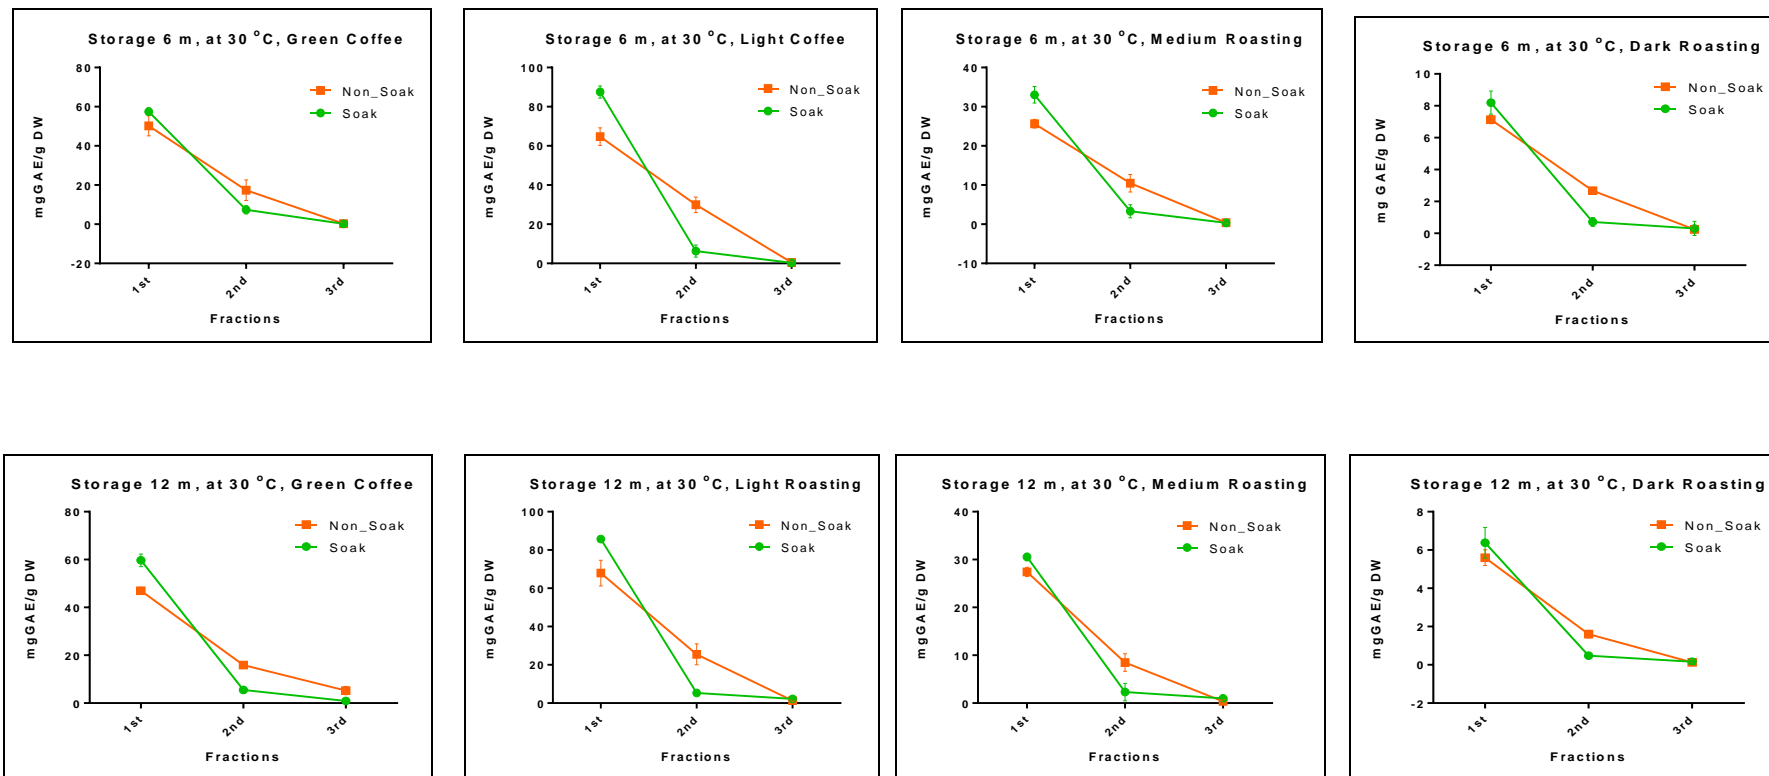 Storage 6 m, at 30 °C, Green Coffee
80
60
40
20
0
-20
mgGAE/g DW
Non_Soak
Soak
1st
2nd
3rd
Fractions
Storage 6 m, at 30 °C, Light Coffee
100
80
60
40
20
0
mgGAE/g DW
Non_Soak
Soak
1st
2nd
3rd
Fractions
Storage 6 m, at 30 °C, Medium Roasting
40
30
20
10
0
-10
mgGAE/g DW
Non_Soak
Soak
1st
2nd
3rd
Fractions
Storage 6 m, at 30 °C, Dark Roasting
10
8
6
4
2
0
-2
mgGAE/g DW
Non_Soak
Soak
1st
2nd
3rd
Fractions
Storage 12 m, at 30 °C, Green Coffee
80
60
40
20
0
mgGAE/g DW
Non_Soak
Soak
1st
2nd
3rd
Fractions
Storage 12 m, at 30 °C, Light Roasting
100
80
60
40
20
0
mgGAE/g DW
Non_Soak
Soak
1st
2nd
3rd
Fractions
Storage 12 m, at 30 °C, Medium Roasting
40
30
20
10
0
mgGAE/g DW
Non_Soak
Soak
1st
2nd
3rd
Fractions
Storage 12 m, at 30 °C, Dark Roasting
8
6
4
2
0
-2
mgGAE/g DW
Non_Soak
Soak
1st
2nd
3rd
Fractions